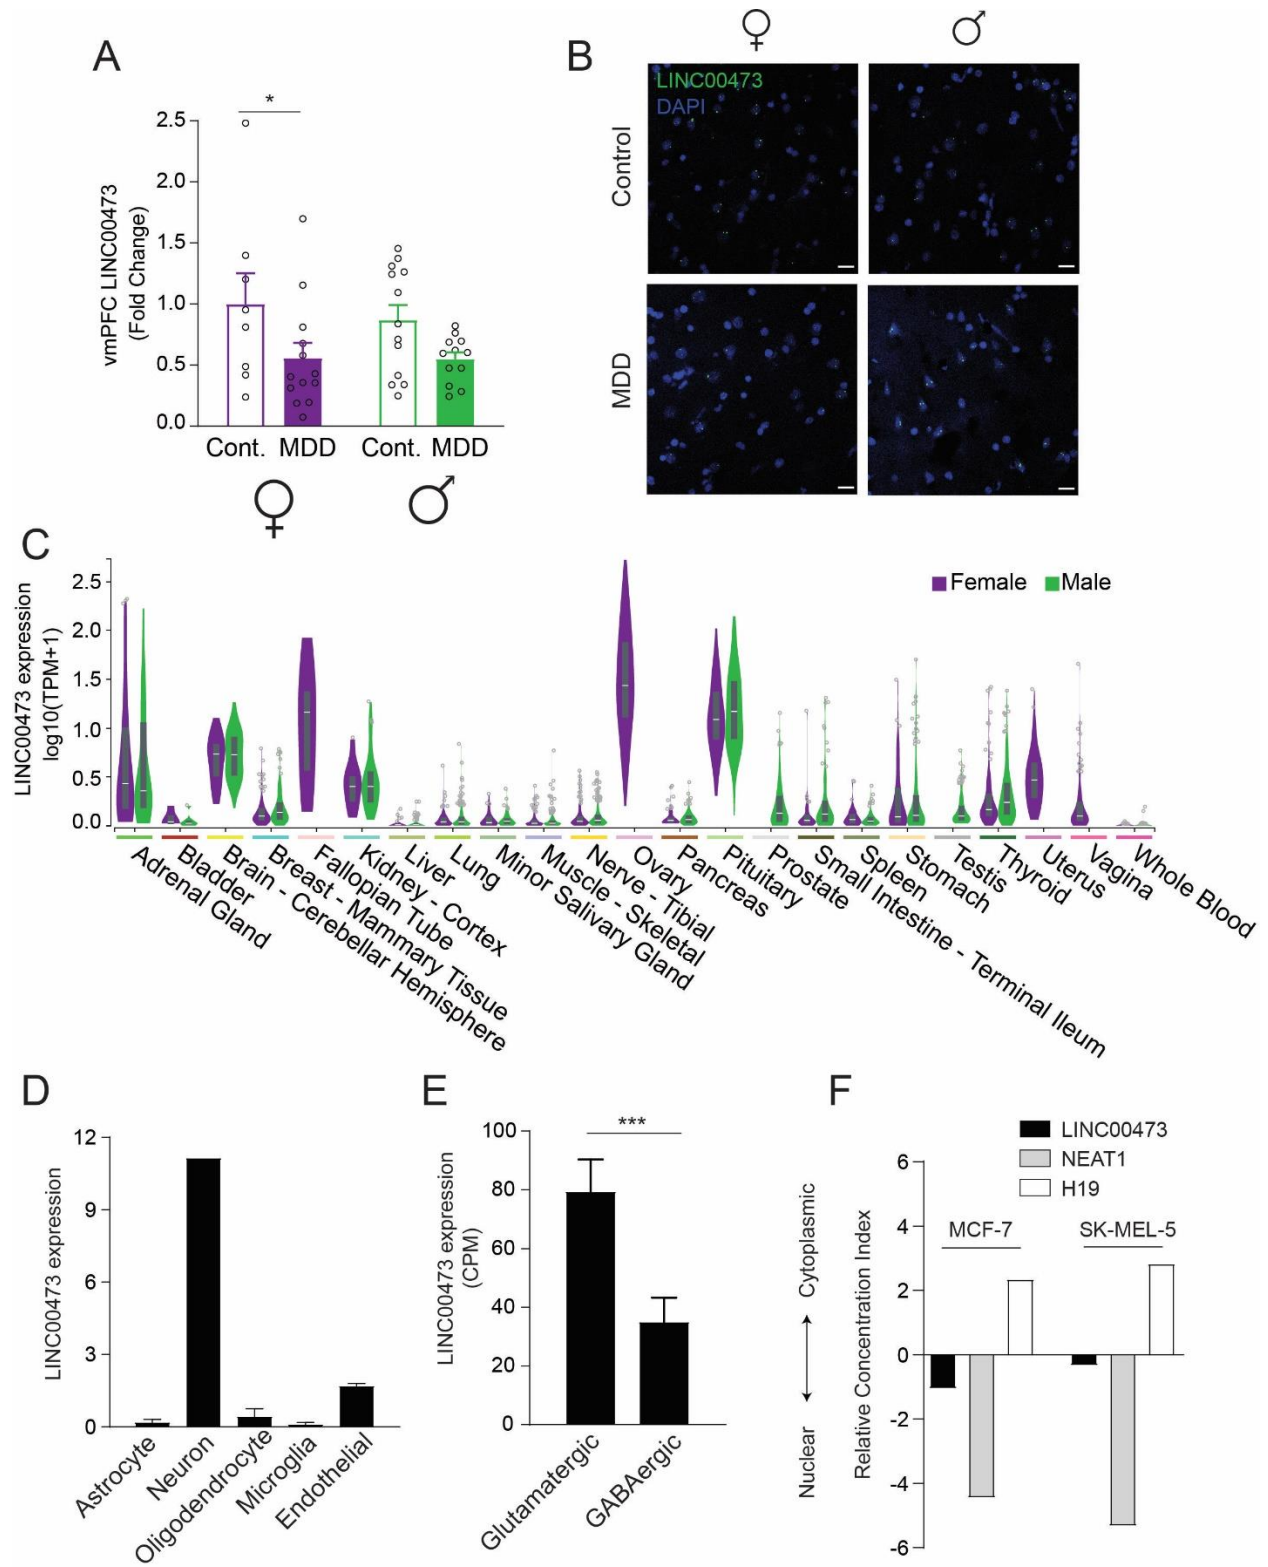 A
♀
♂
B
*
2.5
2.0
1.5
1.0
0.5
0.0
vmPFC LINC00473
(Fold Change)
Cont. MDD
Cont. MDD
♀
♂
LINC00473
DAPI
Control
MDD
C
LINC00473 expression
log10(TPM+1)
2.5
2.0
1.5
1.0
0.5
0.0
Female
Male
Adrenal Gland
Bladder
Brain - Cerebellar Hemisphere
Breast - Mammary Tissue
Fallopian Tube
Kidney - Cortex
Liver
Lung
Minor Salivary Gland
Muscle - Skeletal
Nerve - Tibial
Ovary
Pancreas
Pituitary
Prostate
Small Intestine - Terminal Ileum
Spleen
Stomach
Testis
Thyroid
Uterus
Vagina
Whole Blood
D
LINC00473 expression
12
9
6
3
0
Astrocyte
Neuron
Oligodendrocyte
Microglia
Endothelial
E
LINC00473 expression
(CPM)
100
80
60
40
20
0
***
Glutamatergic
GABAergic
F
LINC00473
NEAT1
H19
Nuclear
Cytoplasmic
Relative Concentration Index
6
4
2
0
-2
-4
-6
MCF-7
SK-MEL-5